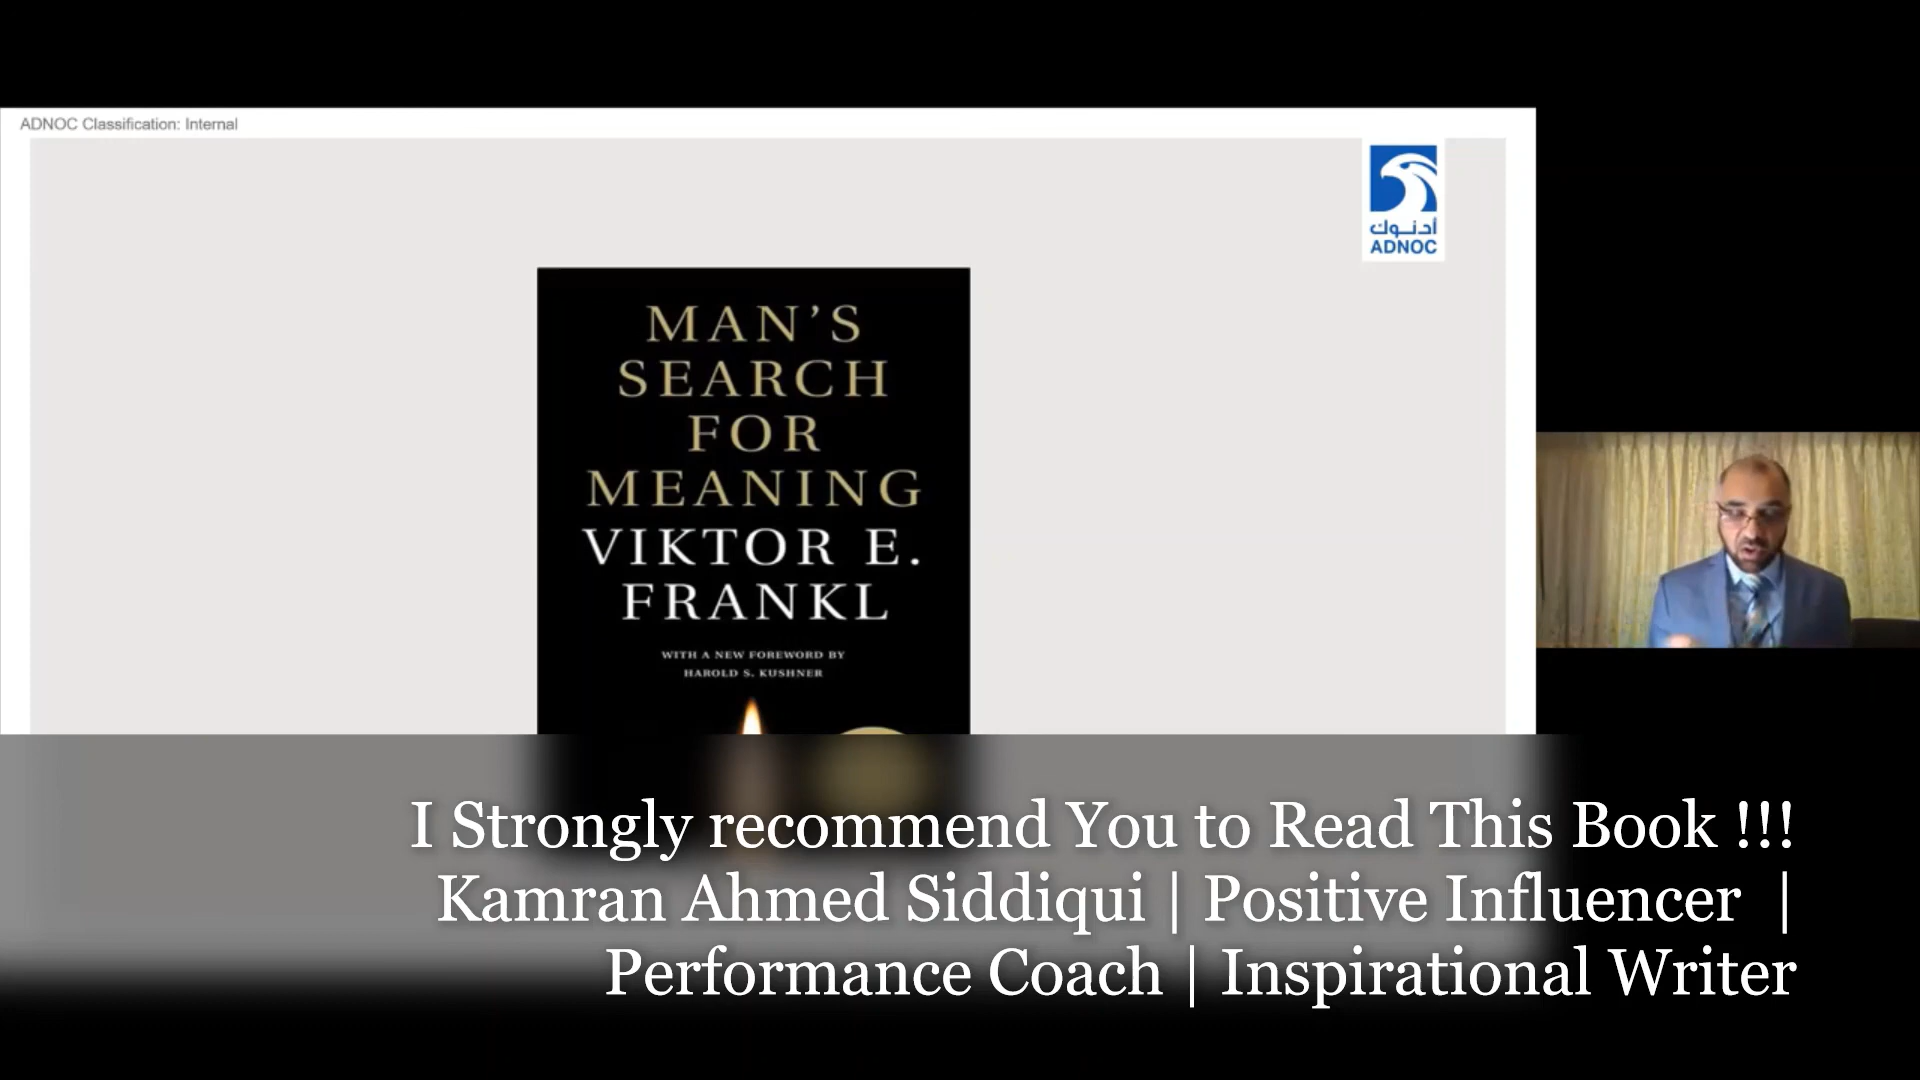 ADNOC Classification: Internal
أدنوك
ADNOC
MAN'S
SEARCH
FOR
MEANING
VIKTOR E.
FRANKL
WITH A NEW FOREWORD BY
HAROLD S. KUSHNER
I Strongly recommend You to Read This Book !!!
Kamran Ahmed Siddiqui | Positive Influencer |
Performance Coach | Inspirational Writer